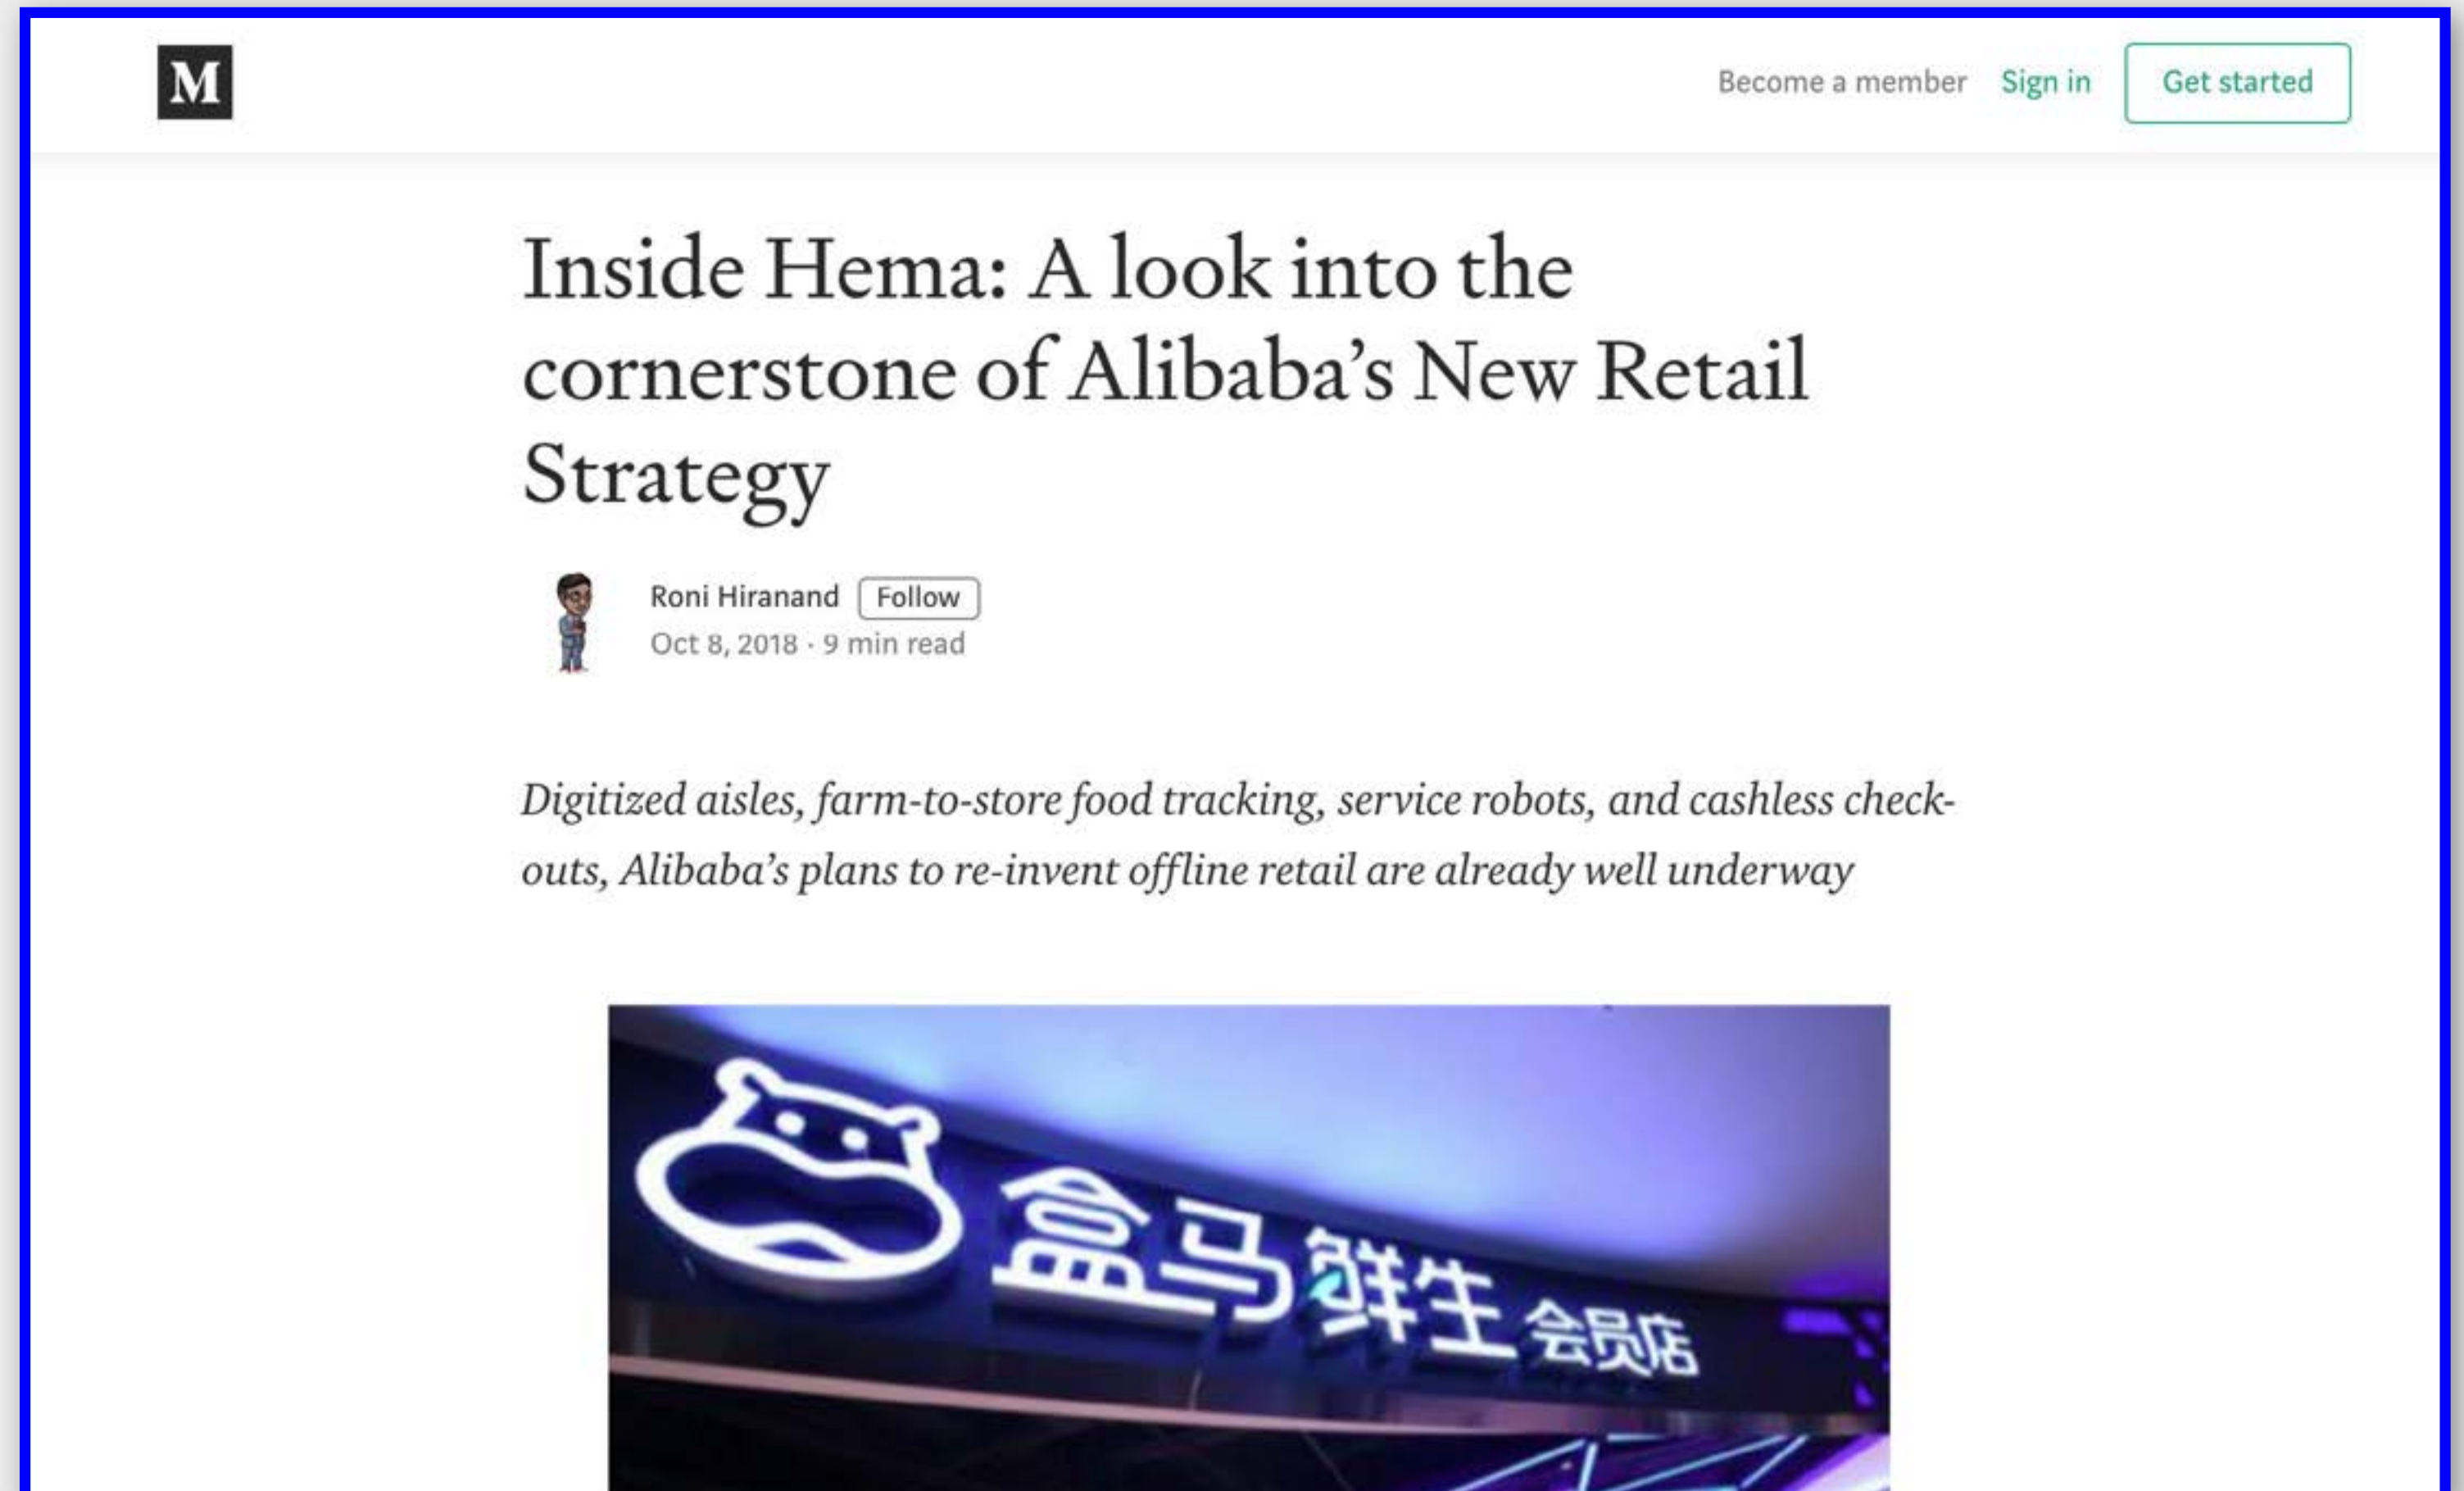 M
Become a member Sign in Get started
Inside Hema: A look into the
cornerstone of Alibaba’s New Retail
Strategy
Roni Hiranand Follow
Oct 8, 2018 · 9 min read
Digitized aisles, farm-to-store food tracking, service robots, and cashless check-
outs, Alibaba’s plans to re-invent offline retail are already well underway
盒马鲜生 会员店